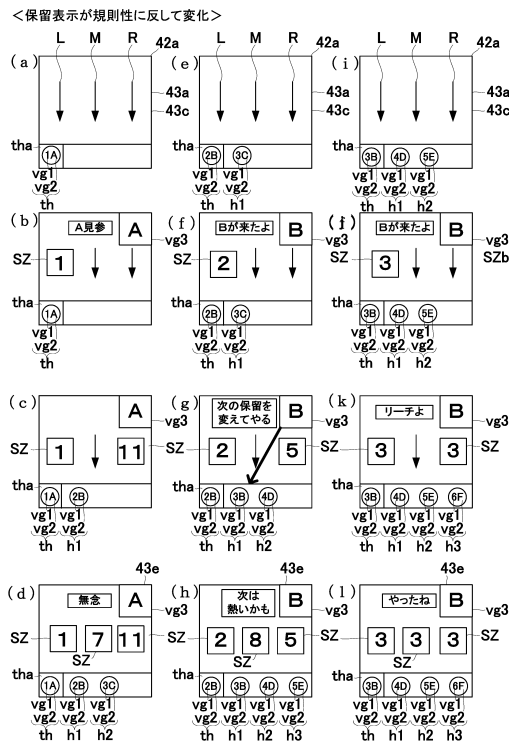 ＜保留表示が規則性に反して変化＞
L M R 42a
(a)
43a
43c
tha
1A
vg1
vg2
th
L M R 42a
(e)
43a
43c
2B 3C
vg1 vg1
vg2 vg2
th h1
L M R 42a
(i)
43a
43c
tha
3B 4D 5E
vg1 vg1 vg1
vg2 vg2 vg2
th h1 h2
(b)
A見参 A
vg3
SZ 1
tha
1A
vg1
vg2
th
(f)
Bが来たよ B
vg3
SZ 2
tha
2B 3C
vg1 vg1
vg2 vg2
th h1
(j)
Bが来たよ B
vg3
SZ 3 SZb
tha
3B 4D 5E
vg1 vg1 vg1
vg2 vg2 vg2
th h1 h2
(c)
A
vg3
SZ 1 11
tha
1A 2B
vg1 vg1
vg2 vg2
th h1
(g)
次の保留を
変えてやる
B
vg3
SZ 2 5 SZ
tha
2B 3B 4D
vg1 vg1 vg1
vg2 vg2 vg2
th h1 h2
(k)
リーチよ B
vg3
3 3 SZ
tha
3B 4D 5E 6F
vg1 vg1 vg1 vg1
vg2 vg2 vg2 vg2
th h1 h2 h3
43e
(d)
無念 A
vg3
SZ 1 7 11
SZ
tha
1A 2B 3C
vg1 vg1 vg1
vg2 vg2 vg2
th h1 h2
43e
(h)
次は
熱いかも
B
vg3
SZ 2 8 5 SZ
SZ
tha
2B 3B 4D 5E
vg1 vg1 vg1 vg1
vg2 vg2 vg2 vg2
th h1 h2 h3
43e
(l)
やったね B
vg3
3 3 3 SZ
SZ
tha
3B 4D 5E 6F
vg1 vg1 vg1 vg1
vg2 vg2 vg2 vg2
th h1 h2 h3